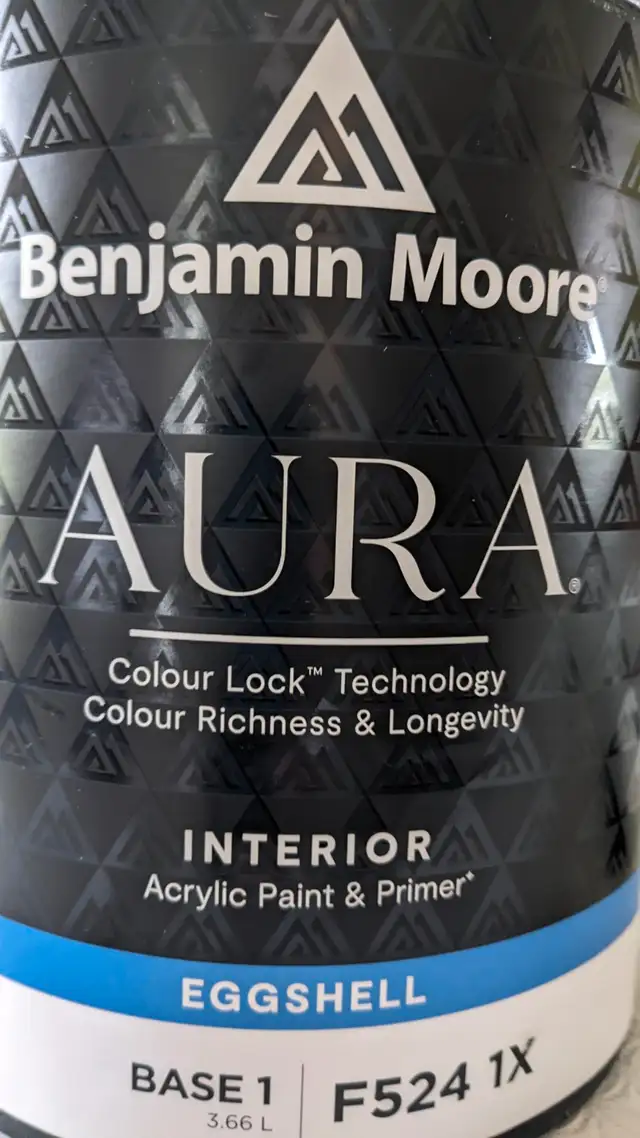 Benjamin Moore®
AURA®
Colour Lock™ Technology
Colour Richness & Longevity
INTERIOR
Acrylic Paint & Primer*
EGGSHELL
BASE 1
3.66 L
F524 1X